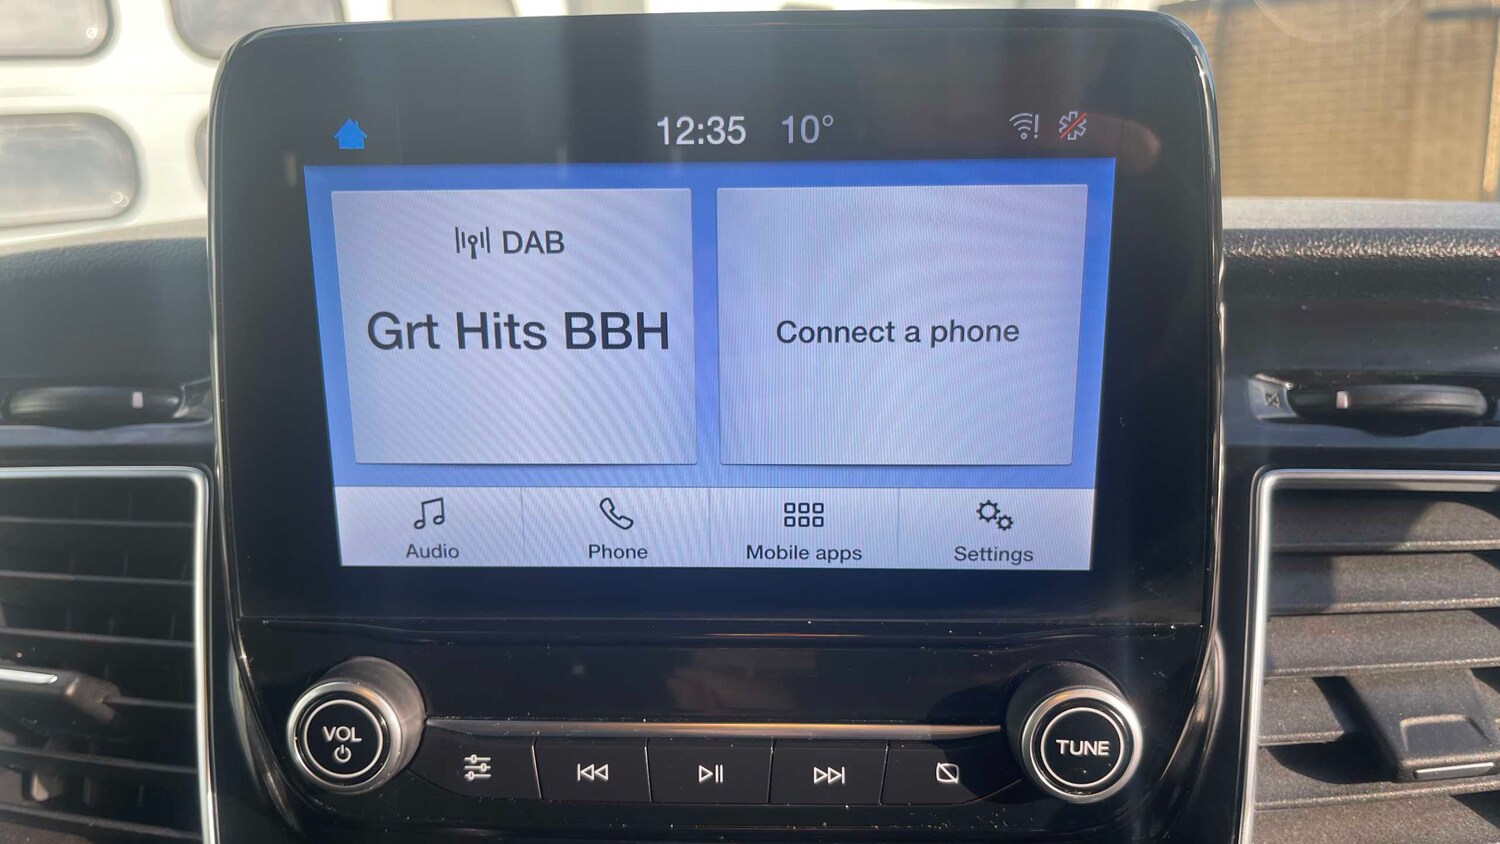 12:35 10°
DAB
Grt Hits BBH
Connect a phone
Audio
Phone
Mobile apps
Settings
VOL
TUNE